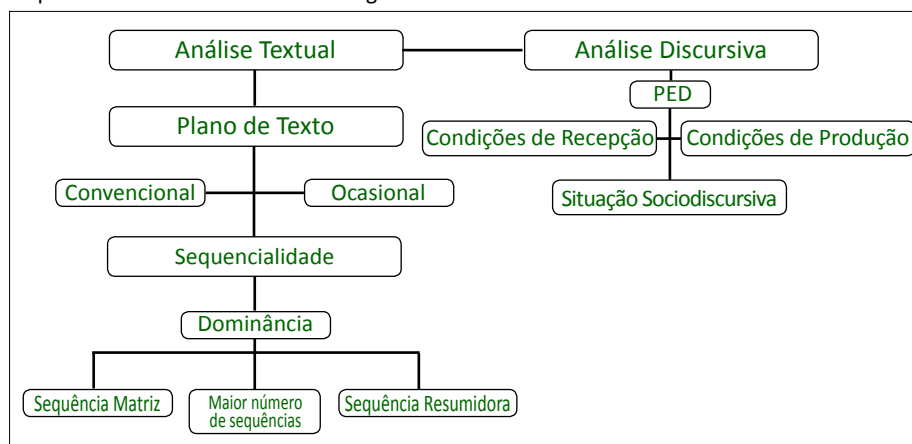 Análise Textual
Análise Discursiva
PED
Plano de Texto
Condições de Recepção
Condições de Produção
Convencional
Ocasional
Situação Sociodiscursiva
Sequencialidade
Dominância
Sequência Matriz
Maior número
de sequências
Sequência Resumidora